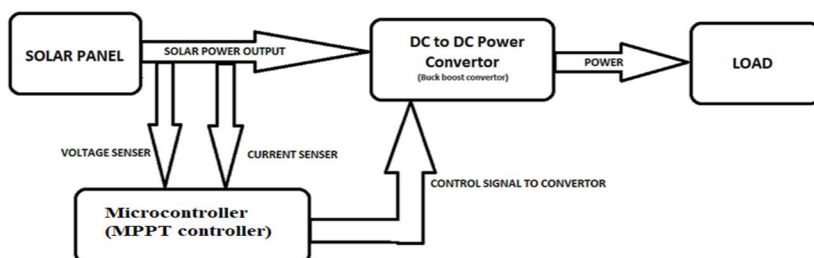 SOLAR PANEL
SOLAR POWER OUTPUT
DC to DC Power
Convertor
(Buck boost convertor)
POWER
LOAD
VOLTAGE SENSER
CURRENT SENSER
CONTROL SIGNAL TO CONVERTOR
Microcontroller
(MPPT controller)